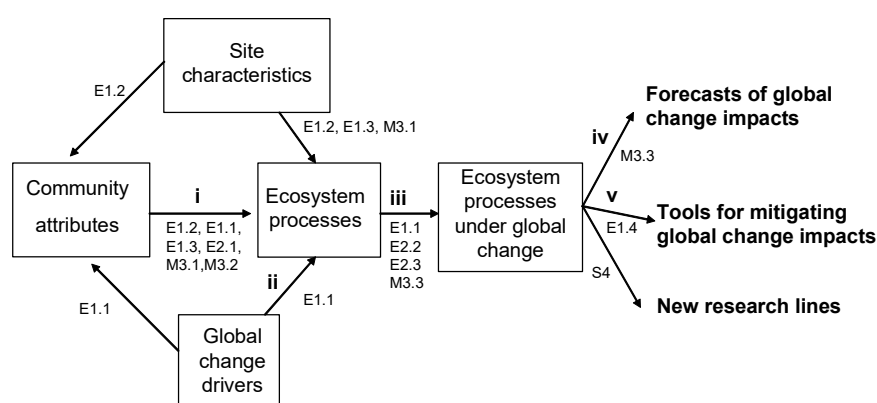 Site
characteristics
E1.2
E1.2, E1.3, M3.1
Community
attributes
i
E1.2, E1.1,
E1.3, E2.1,
M3.1,M3.2
Ecosystem
processes
iii
E1.1
E2.2
E2.3
M3.3
Ecosystem
processes
under global
change
iv
M3.3
Forecasts of global
change impacts
v
E1.4
Tools for mitigating
global change impacts
S4
New research lines
ii
E1.1
E1.1
Global
change
drivers